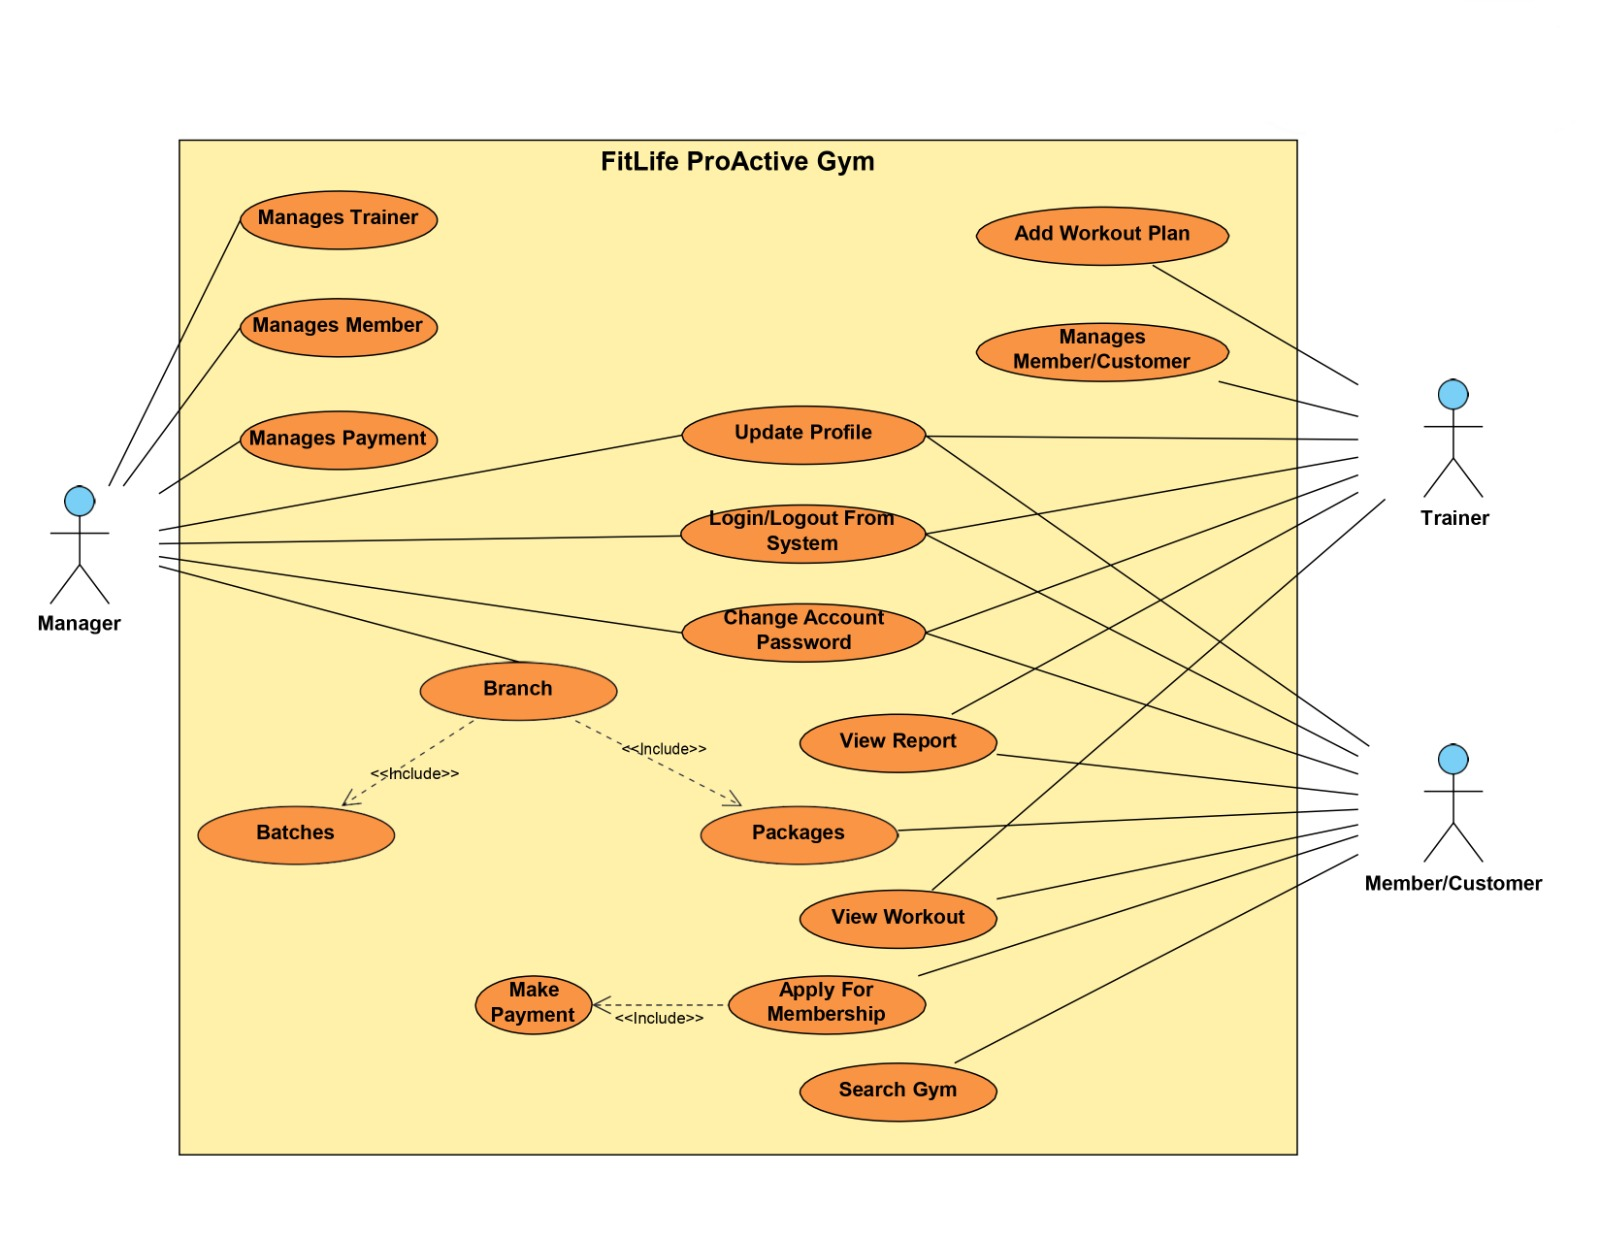 FitLife ProActive Gym
Manages Trainer
Add Workout Plan
Manages Member
Manages
Member/Customer
Manages Payment
Update Profile
Login/Logout From
System
Trainer
Manager
Change Account
Password
Branch
View Report
<<Include>>
<<Include>>
Batches
Packages
Member/Customer
View Workout
Make
Payment
<<Include>>
Apply For
Membership
Search Gym